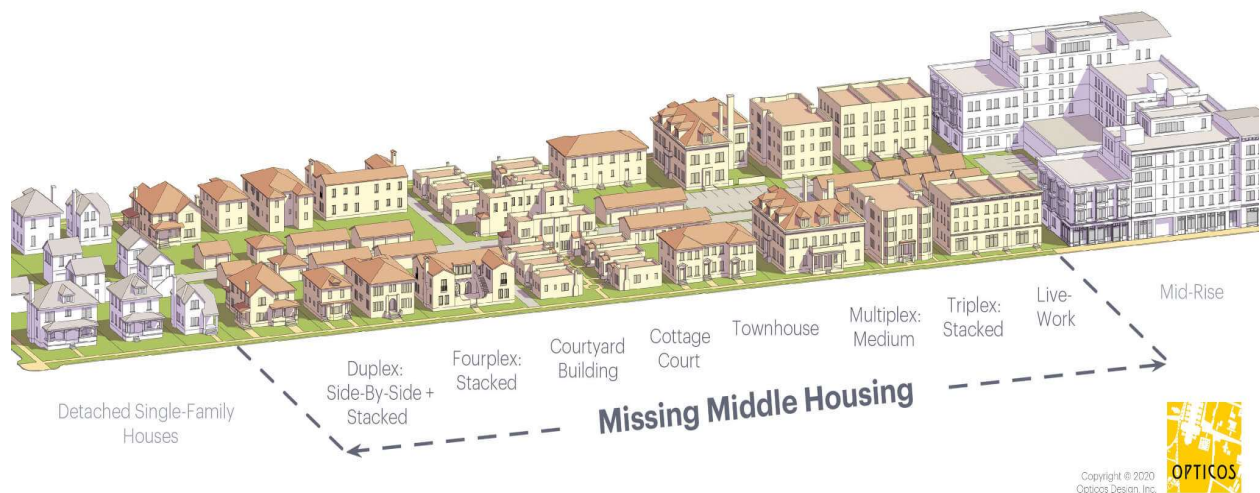 Detached Single-Family
Houses
Duplex:
Side-By-Side +
Stacked
Fourplex:
Stacked
Courtyard
Building
Cottage
Court
Townhouse
Multiplex:
Medium
Triplex:
Stacked
Live-
Work
Mid-Rise
Missing Middle Housing
Copyright © 2020
Opticos Design, Inc.
OPTICOS